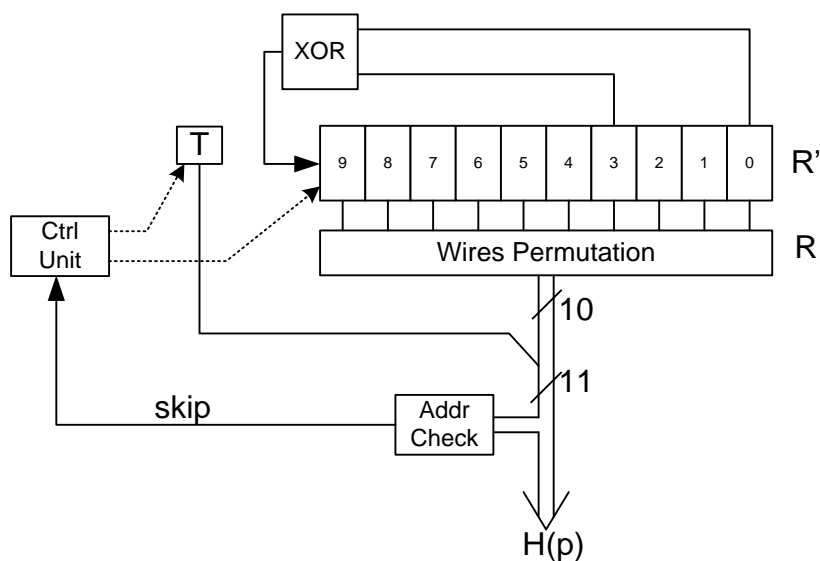 XOR
T
9 8 7 6 5 4 3 2 1 0
R'
Ctrl
Unit
Wires Permutation
R
10
11
skip
Addr
Check
H(p)